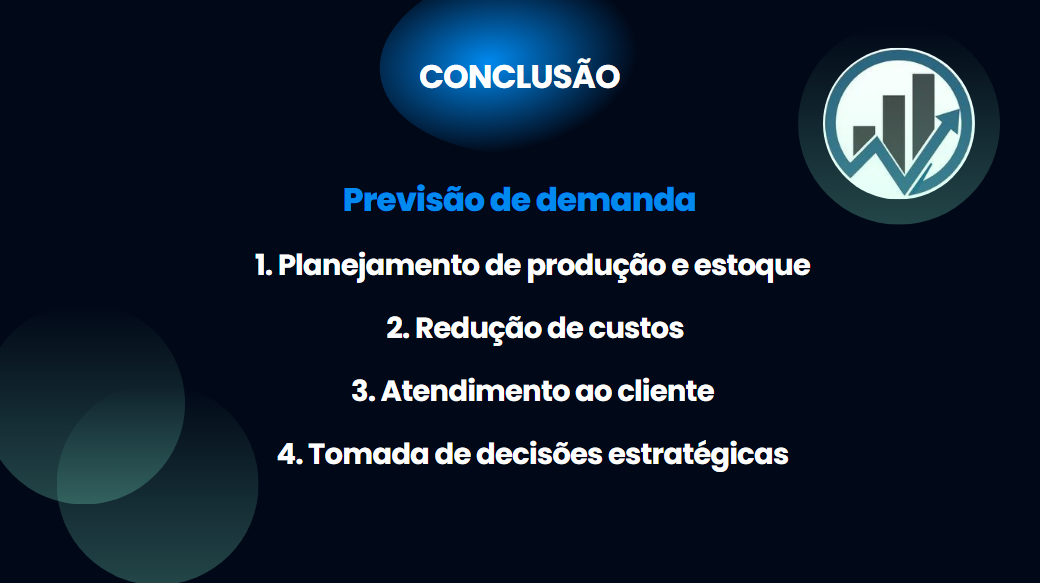 CONCLUSÃO
Previsão de demanda
1. Planejamento de produção e estoque
2. Redução de custos
3. Atendimento ao cliente
4. Tomada de decisões estratégicas